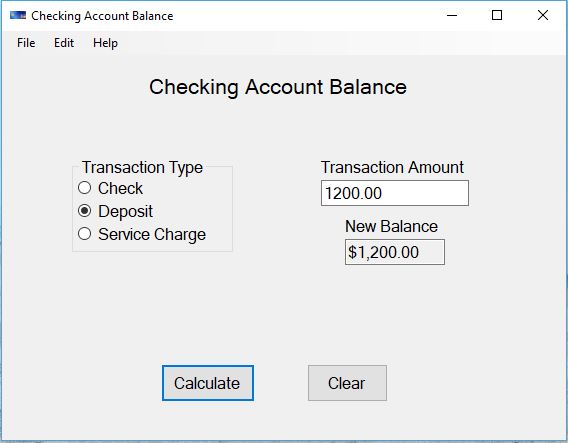 Checking Account Balance
File Edit Help
Checking Account Balance
Transaction Type
Check
Deposit
Service Charge
Transaction Amount
1200.00
New Balance
$1,200.00
Calculate Clear